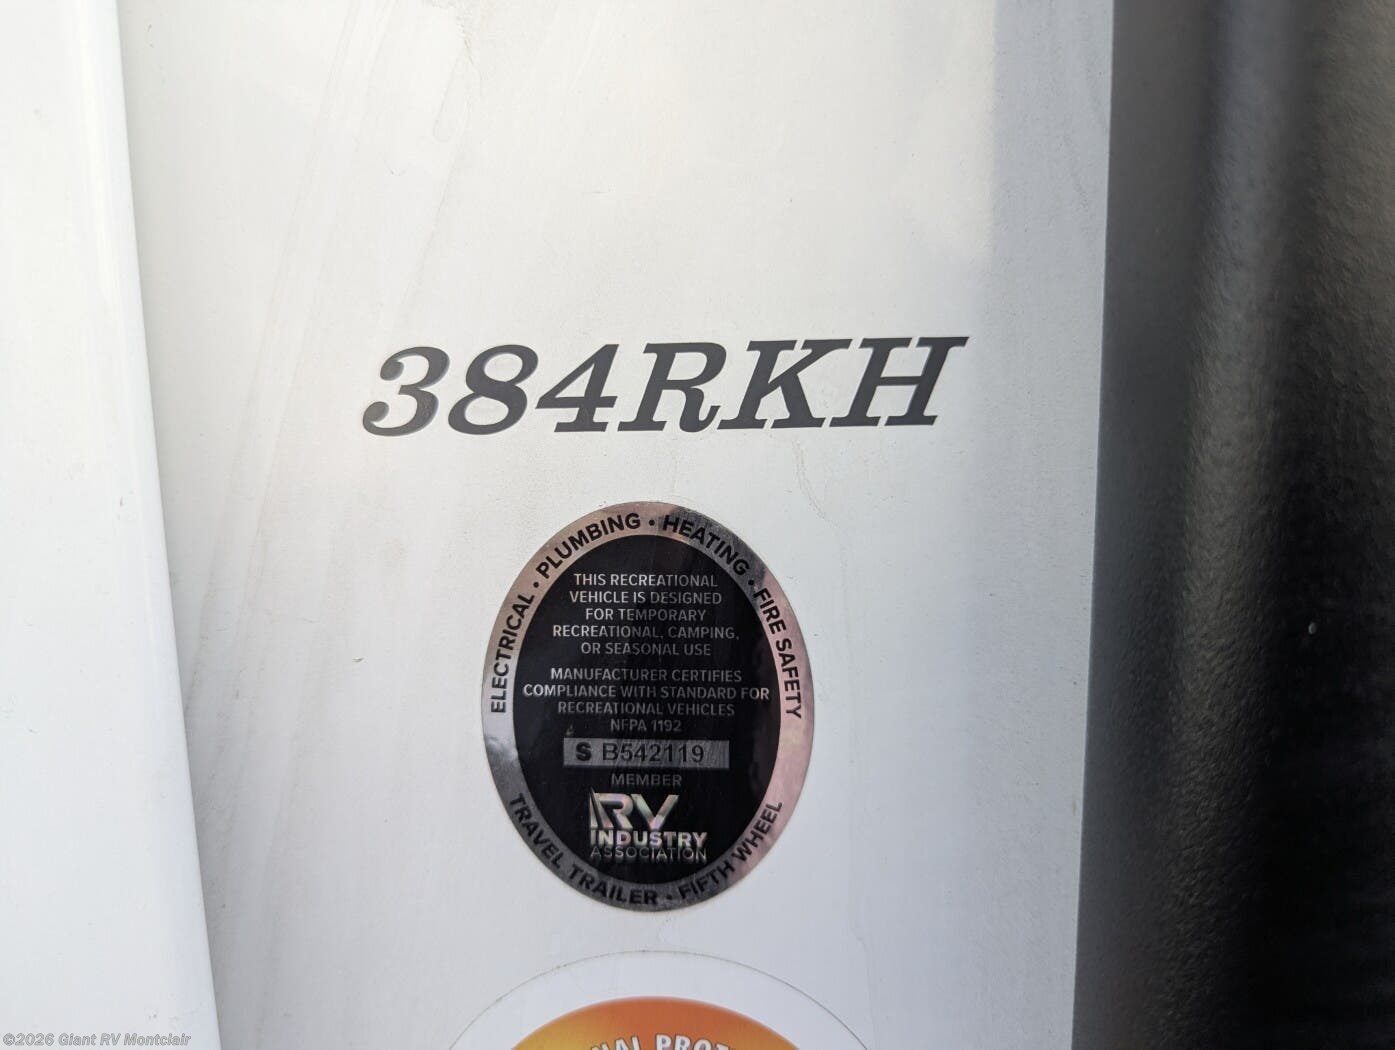 384RKH
ELECTRICAL • PLUMBING • HEATING • FIRE SAFETY
THIS RECREATIONAL
VEHICLE IS DESIGNED
FOR TEMPORARY
RECREATIONAL, CAMPING,
OR SEASONAL USE
MANUFACTURER CERTIFIES
COMPLIANCE WITH STANDARD FOR
RECREATIONAL VEHICLES
NFPA 1192
S B542119
MEMBER
RV
INDUSTRY
ASSOCIATION
TRAVEL TRAILER • FIFTH WHEEL
©2026 Giant RV Montclair